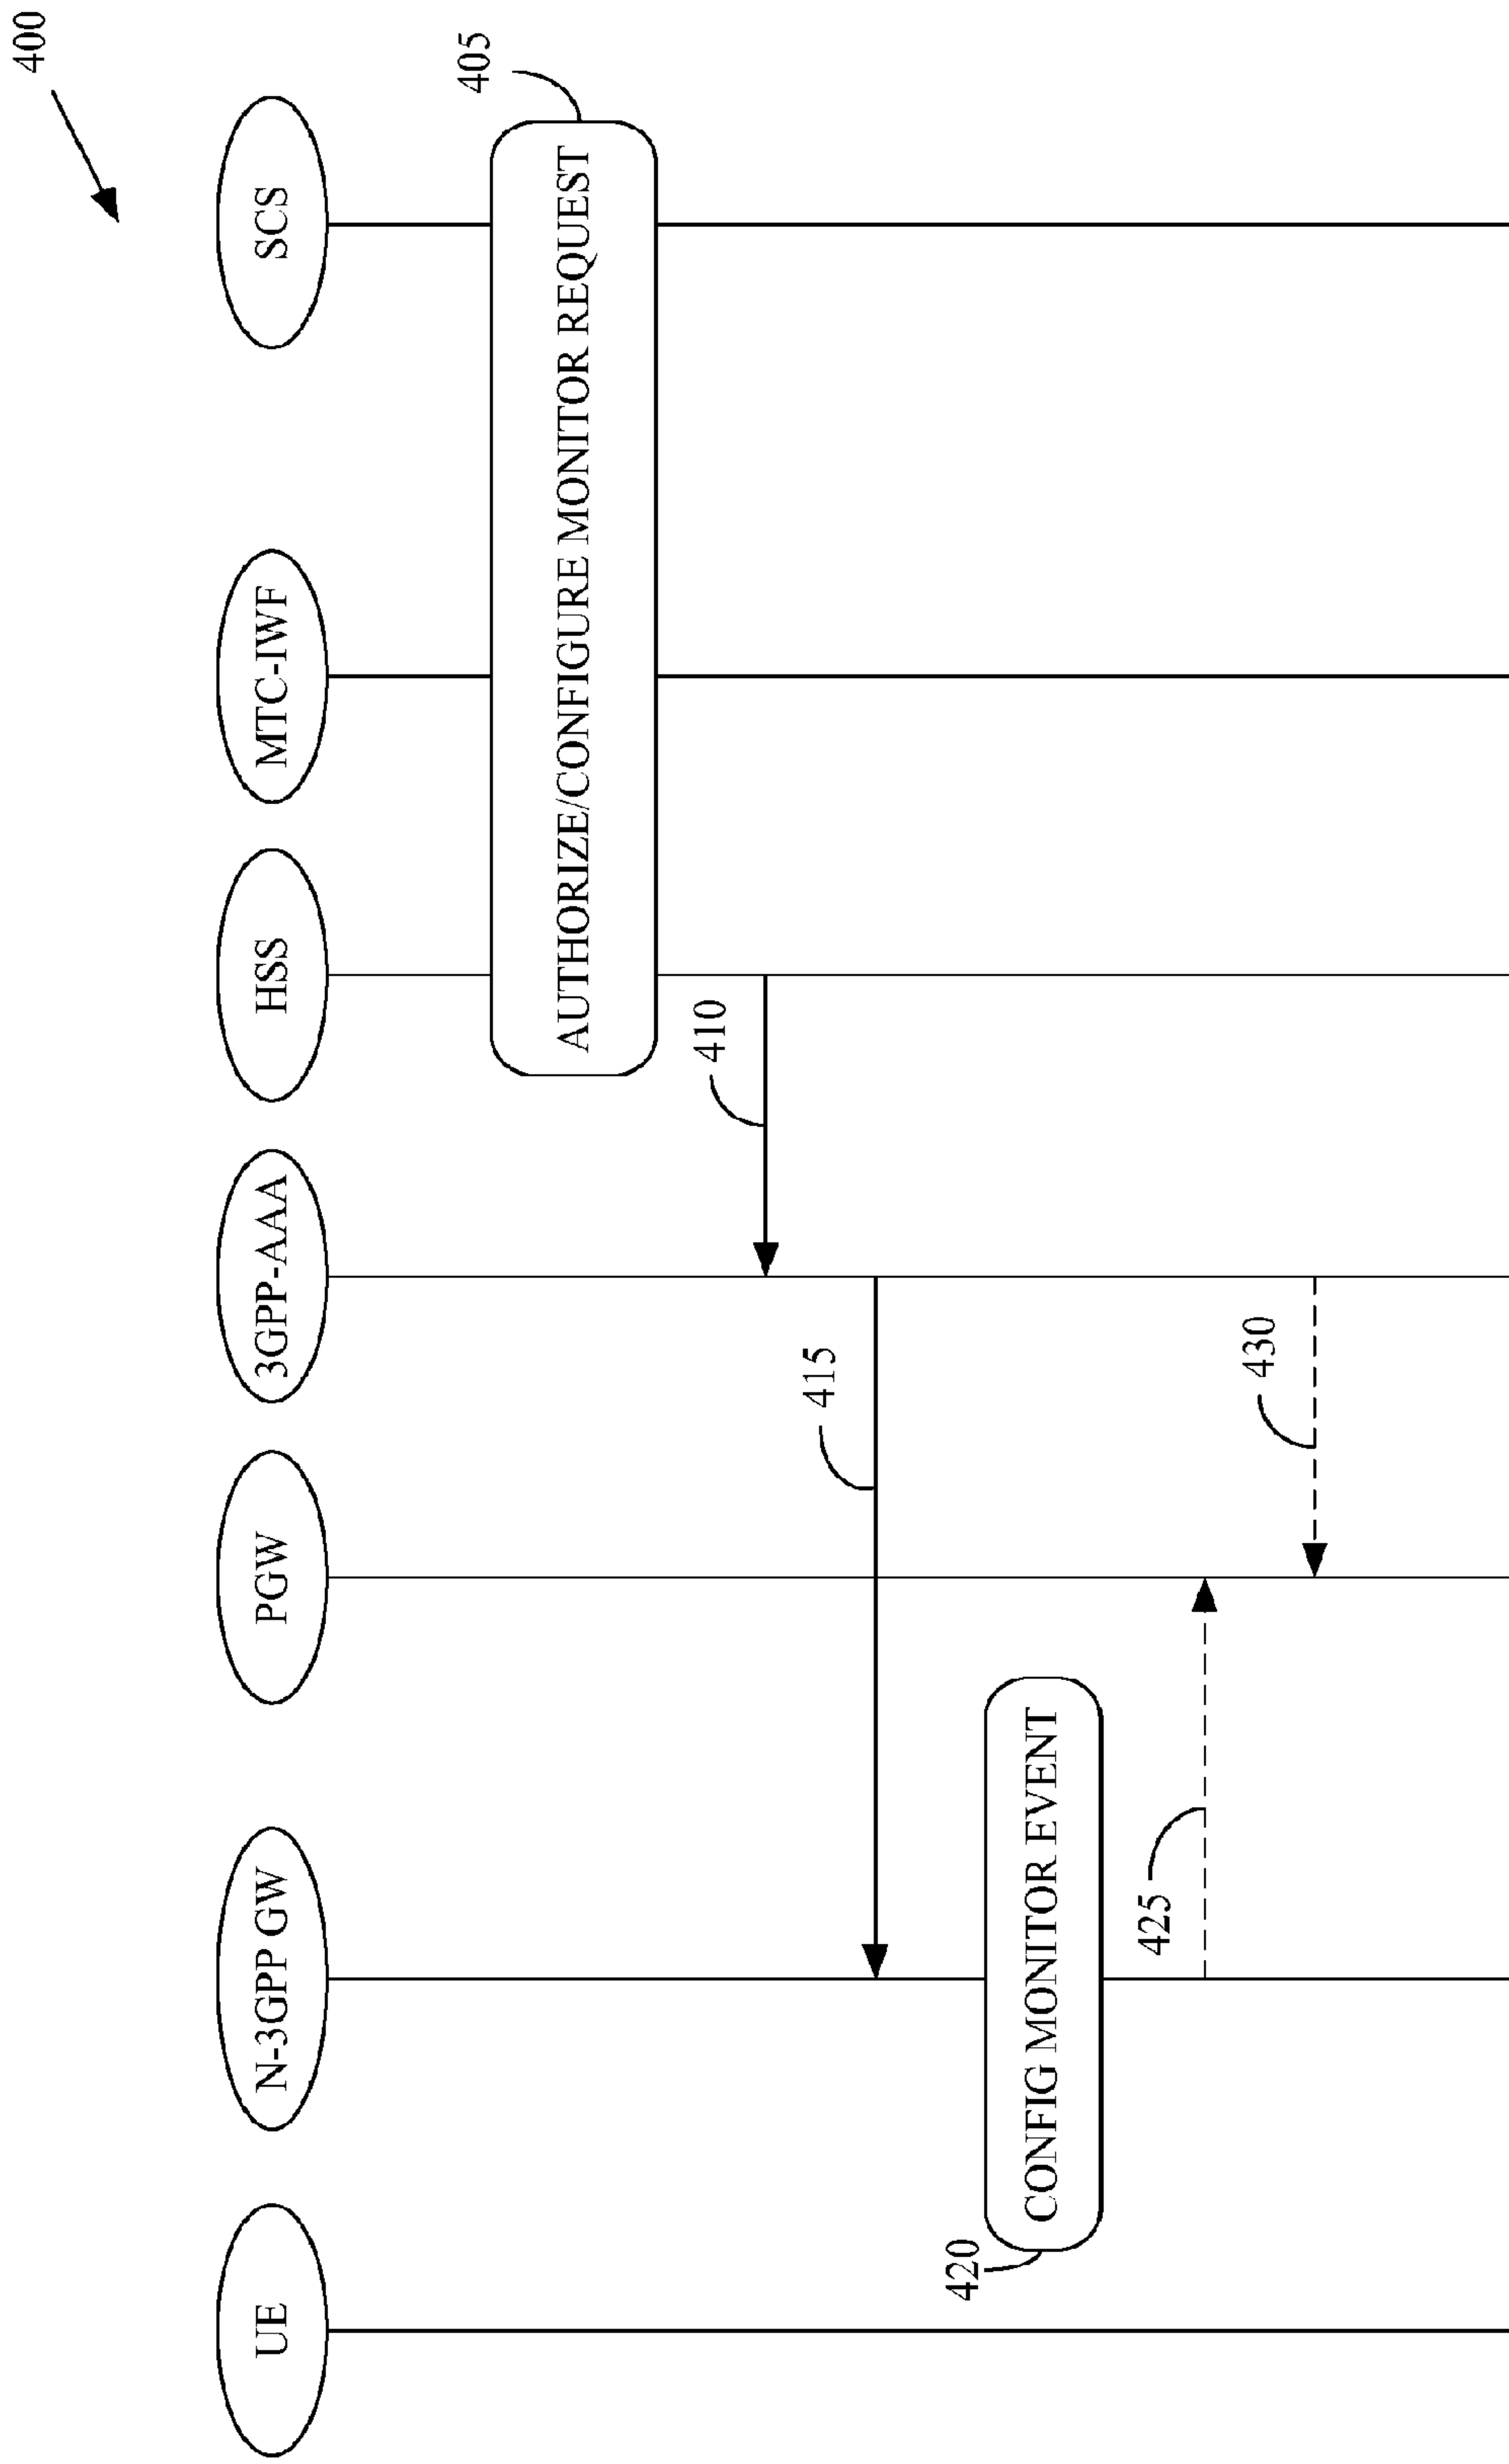 400
UE
N-3GPP GW
PGW
3GPP-AAA
HSS
MTC-IWF
SCS
405
AUTHORIZE/CONFIGURE MONITOR REQUEST
410
415
420
CONFIG MONITOR EVENT
425
430